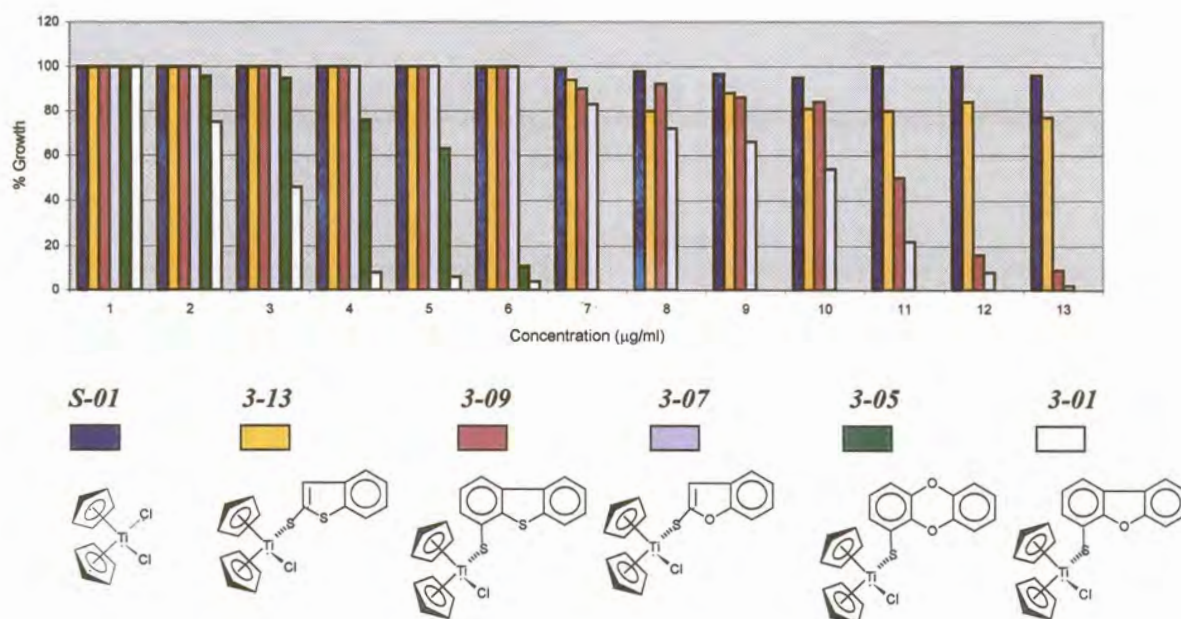 120
100
80
60
40
20
0
% Growth
1 2 3 4 5 6 7 8 9 10 11 12 13
Concentration (µg/ml)
S-01 3-13 3-09 3-07 3-05 3-01
Ti Cl Cl
S S Ti Cl
S S Ti Cl
S O Ti Cl
O O S Ti Cl
O S Ti Cl